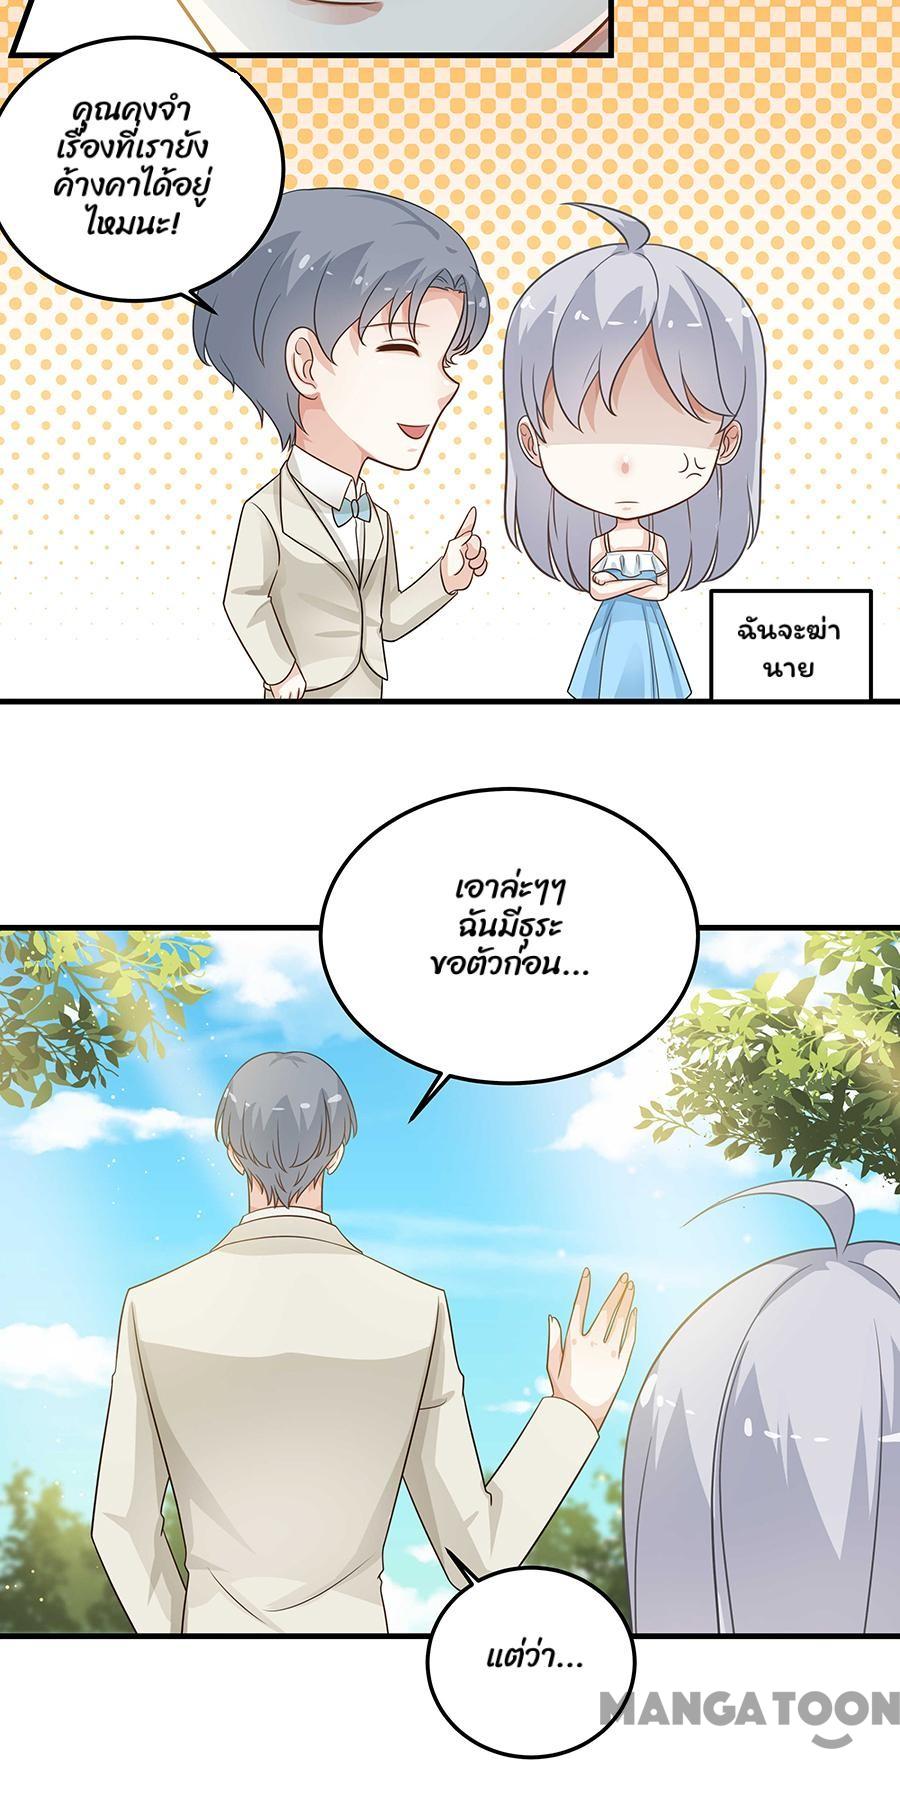 คุณคงจำ
เรื่องที่เรายัง
ค้างคาได้อยู่
ไหมนะ!
ฉันจะฆ่า
นาย
เอาล่ะๆๆ
ฉันมีธุระ
ขอตัวก่อน...
แต่ว่า...
MANGATOON